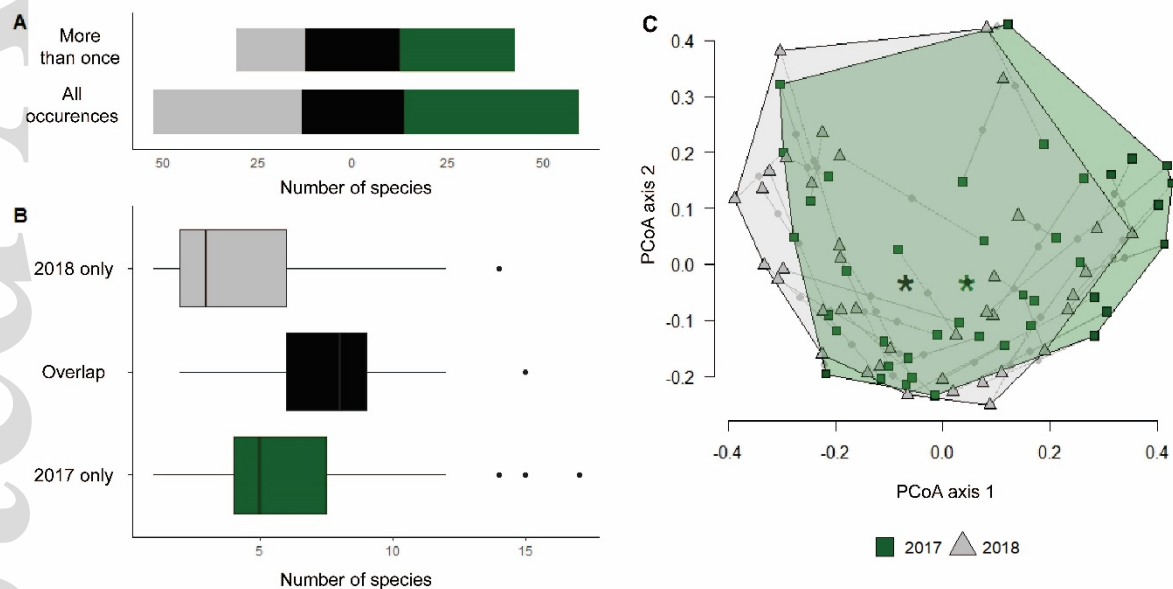 A
More
than once
All
occurences
50 25 0 25 50
Number of species
B
2018 only
Overlap
2017 only
5 10 15
Number of species
C
0.4
0.3
0.2
0.1
0.0
-0.1
-0.2
PCoA axis 2
-0.4 -0.2 0.0 0.2 0.4
PCoA axis 1
2017 2018